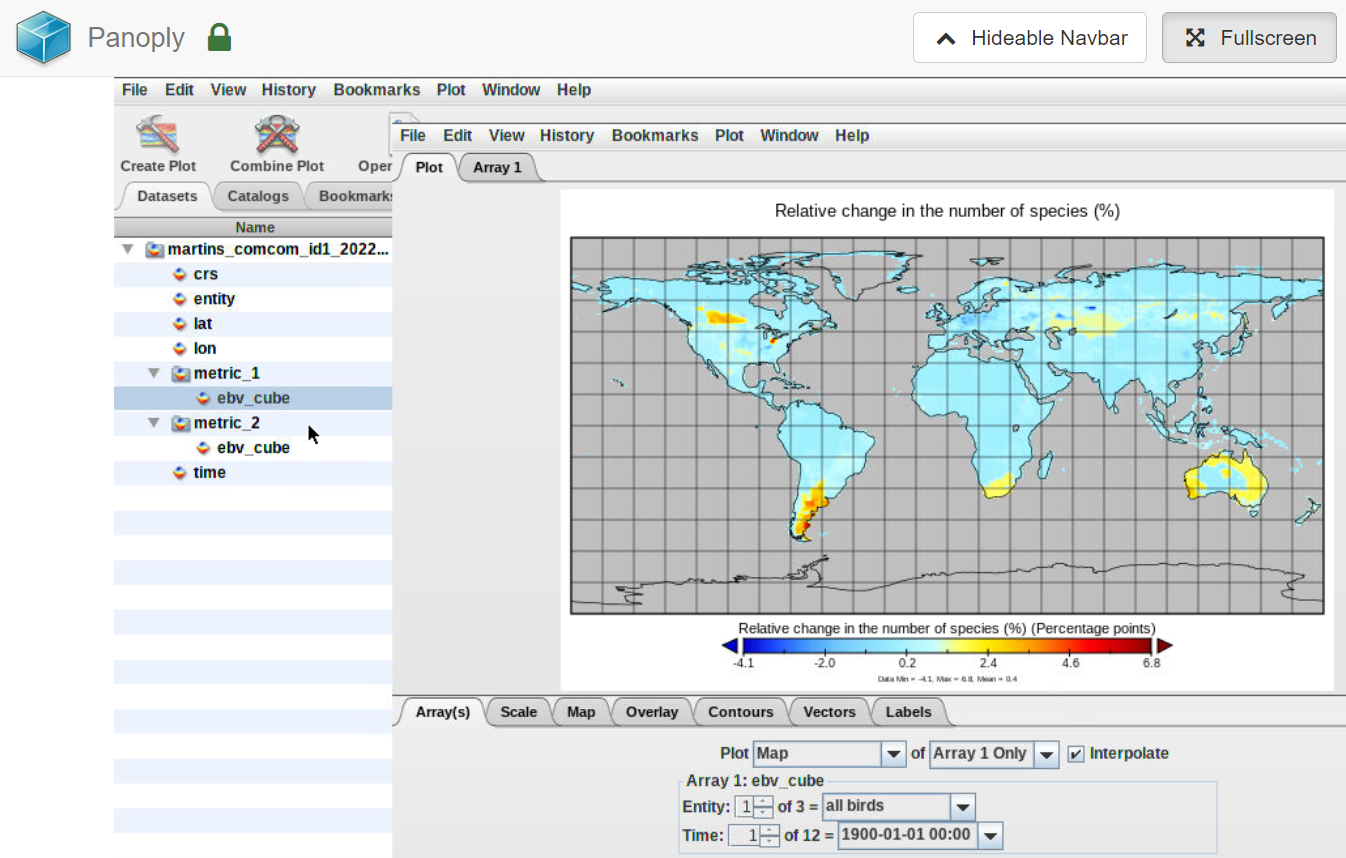 Panoply
Hideable Navbar
Fullscreen
File Edit View History Bookmarks Plot Window Help
Create Plot Combine Plot
File Edit View History Bookmarks Plot Window Help
Plot Array 1
Datasets Catalogs Bookmarks
Name
martins_comcom_id1_2022...
crs
entity
lat
lon
metric_1
ebv_cube
metric_2
ebv_cube
time
Relative change in the number of species (%)
Relative change in the number of species (%) (Percentage points)
-4.1 -2.0 0.2 2.4 4.6 6.8
Data Min = -4.1, Max = 6.8, Mean = 0.4
Array(s) Scale Map Overlay Contours Vectors Labels
Plot Map of Array 1 Only Interpolate
Array 1: ebv_cube
Entity: 1 of 3 = all birds
Time: 1 of 12 = 1900-01-01 00:00